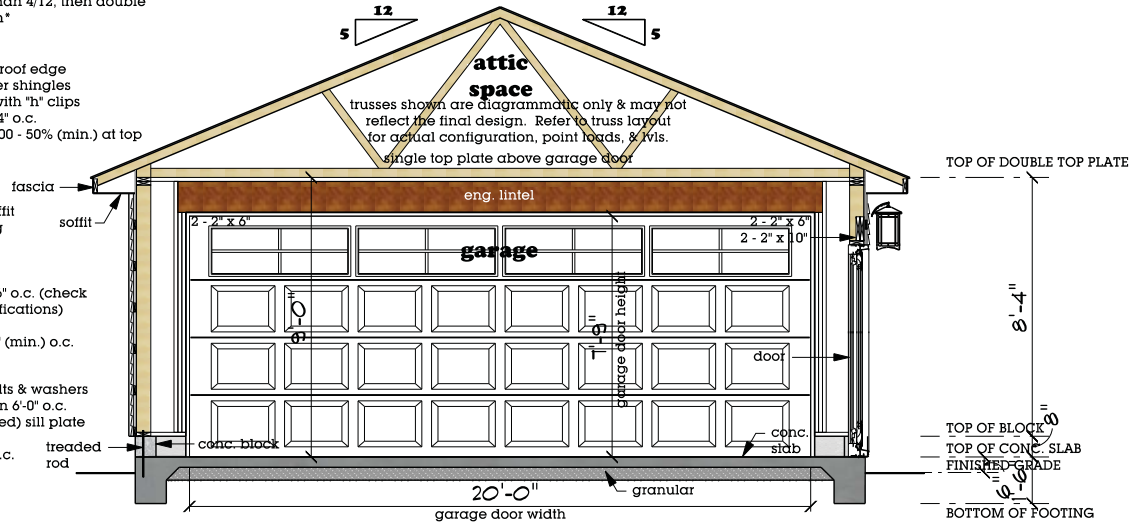 an 4/12, then double
12
12
5
5
roof edge
er shingles
with "h" clips
4" o.c.
00 - 50% (min.) at top
attic
space
trusses shown are diagrammatic only & may not
reflect the final design. Refer to truss layout
for actual configuration, point loads, & lvls.
single top plate above garage door
TOP OF DOUBLE TOP PLATE
fascia
eng. lintel
soffit
2 - 2" x 6"
2 - 2" x 6"
2 - 2" x 10"
garage
9'-0"
garage door height
8'-4"
" o.c. (check
" (min.) o.c.
door
lts & washers
n 6'-0" o.c.
ed) sill plate
treaded
rod
conc. block
conc.
slab
TOP OF BLOCK
8"
TOP OF CONC. SLAB
FINISHED GRADE
20'-0"
garage door width
granular
BOTTOM OF FOOTING